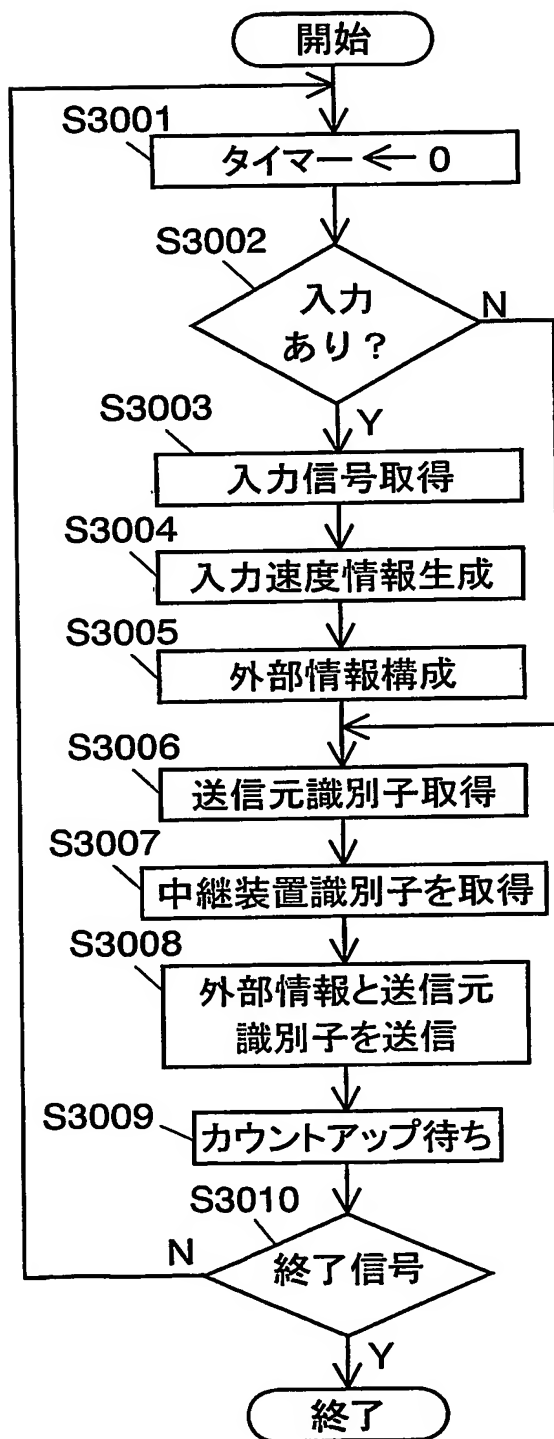 開始
S3001
タイマー ← 0
S3002
入力
あり？
N
Y
S3003
入力信号取得
S3004
入力速度情報生成
S3005
外部情報構成
S3006
送信元識別子取得
S3007
中継装置識別子を取得
S3008
外部情報と送信元
識別子を送信
S3009
カウントアップ待ち
S3010
N
終了信号
Y
終了